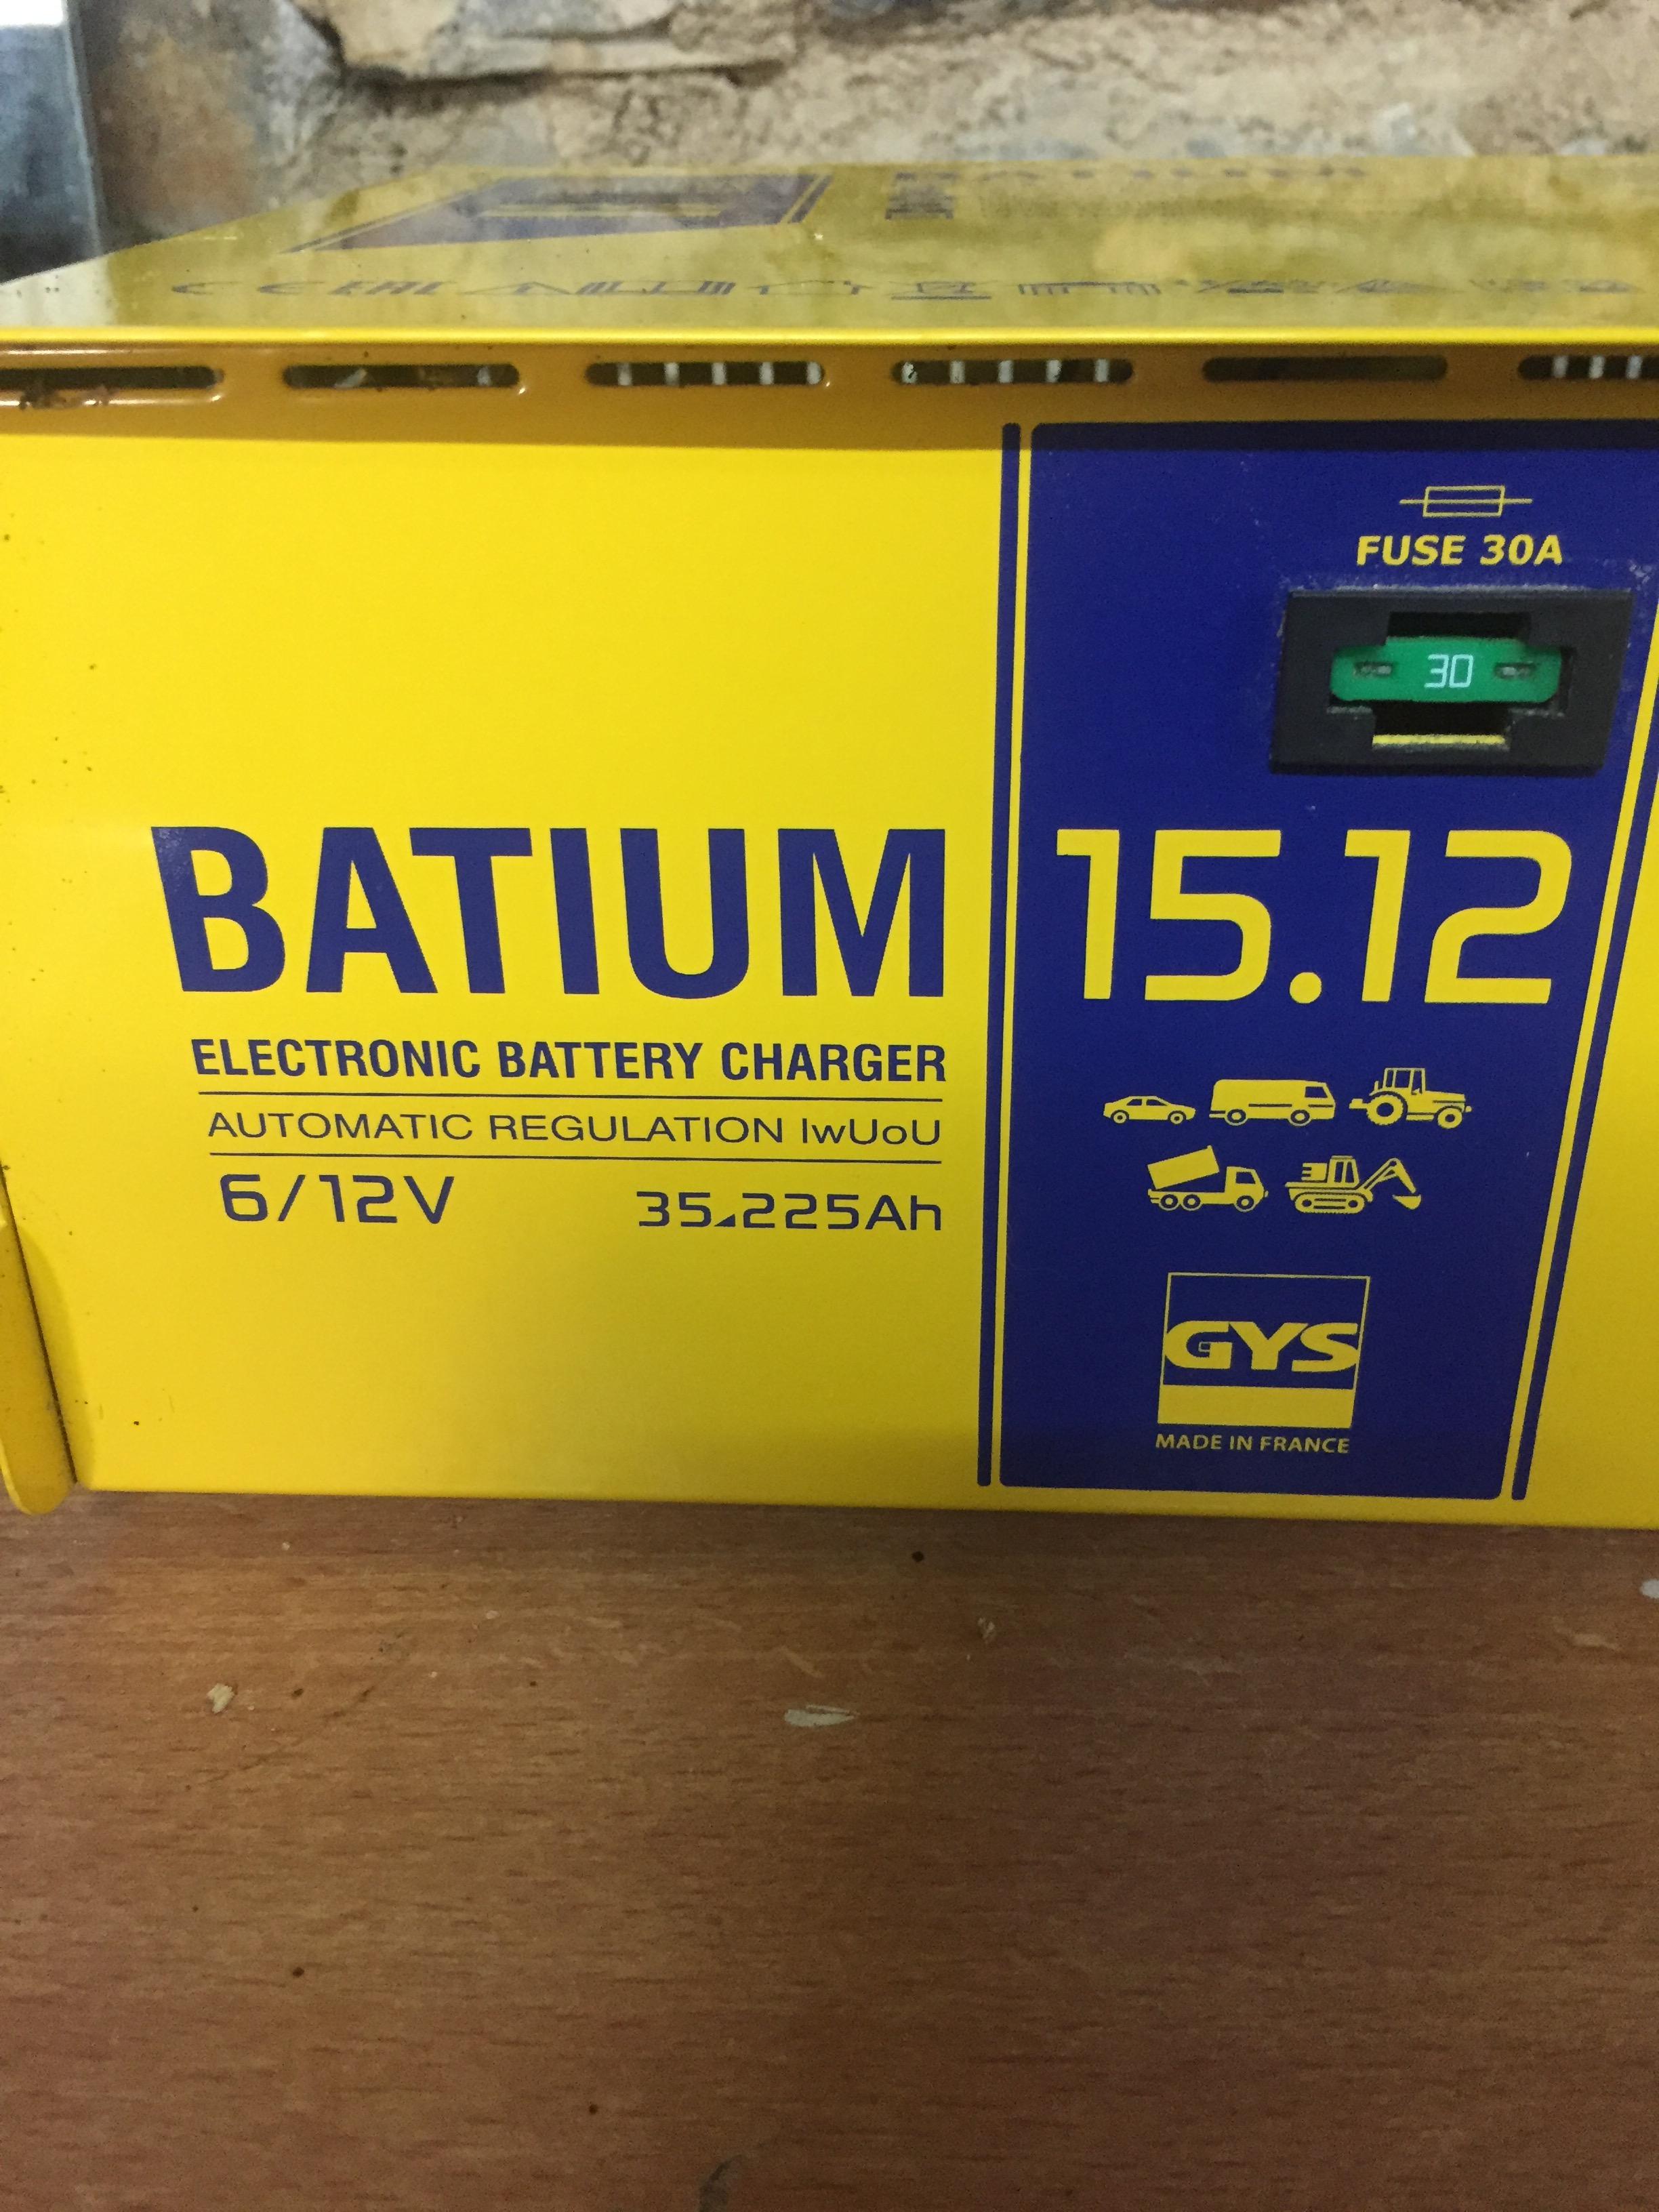 FUSE 30A
30
BATIUM 15.12
ELECTRONIC BATTERY CHARGER
AUTOMATIC REGULATION IwUoU
6/12V 35◢225Ah
GYS
MADE IN FRANCE